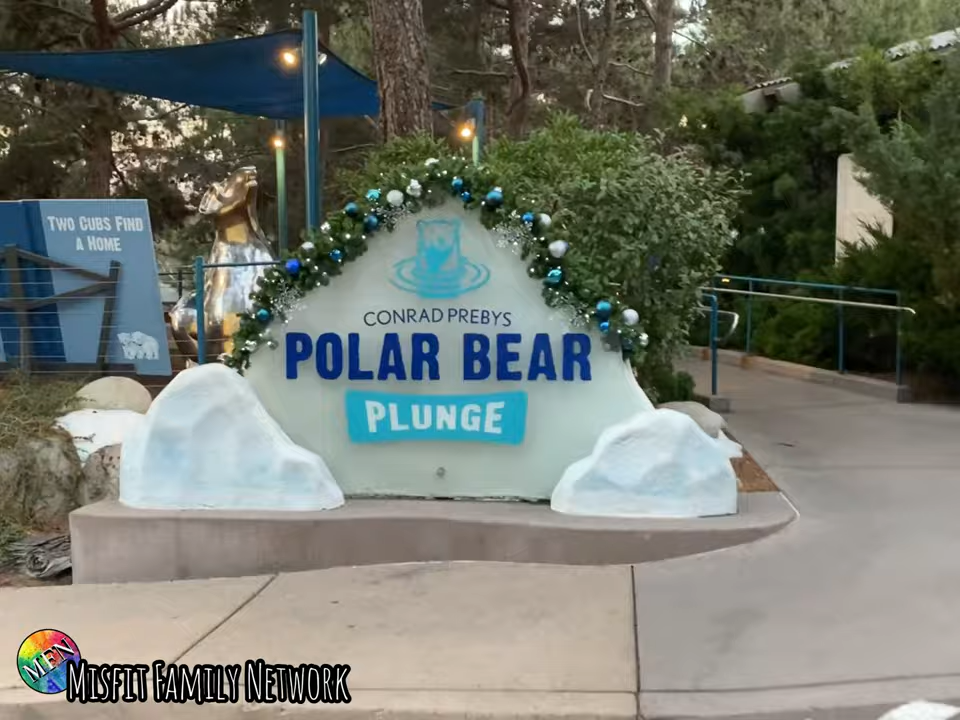 TWO CUBS FIND
A HOME
CONRAD PREBYS
POLAR BEAR
PLUNGE
MFN
MISFIT FAMILY NETWORK